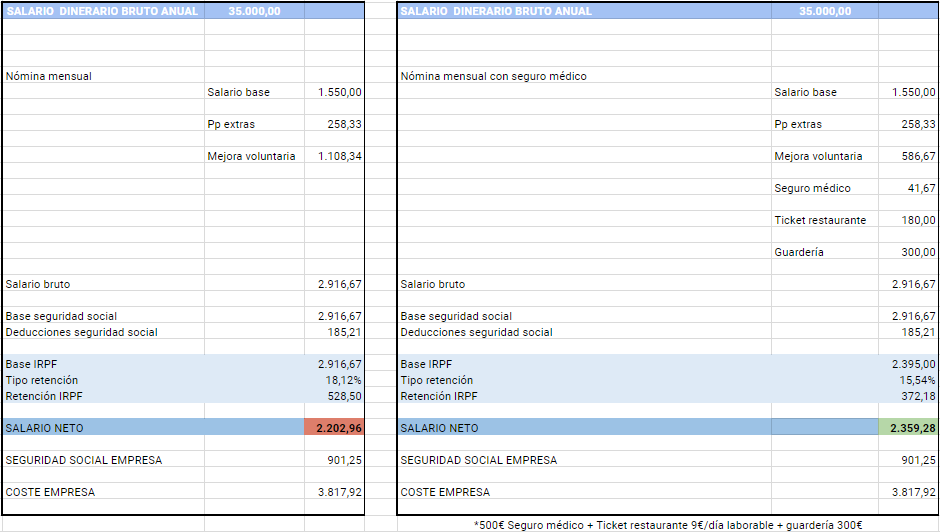 SALARIO DINERARIO BRUTO ANUAL 35.000,00
Nómina mensual
Salario base 1.550,00
Pp extras 258,33
Mejora voluntaria 1.108,34
Salario bruto 2.916,67
Base seguridad social 2.916,67
Deducciones seguridad social 185,21
Base IRPF 2.916,67
Tipo retención 18,12%
Retención IRPF 528,50
SALARIO NETO 2.202,96
SEGURIDAD SOCIAL EMPRESA 901,25
COSTE EMPRESA 3.817,92
SALARIO DINERARIO BRUTO ANUAL 35.000,00
Nómina mensual con seguro médico
Salario base 1.550,00
Pp extras 258,33
Mejora voluntaria 586,67
Seguro médico 41,67
Ticket restaurante 180,00
Guardería 300,00
Salario bruto 2.916,67
Base seguridad social 2.916,67
Deducciones seguridad social 185,21
Base IRPF 2.395,00
Tipo retención 15,54%
Retención IRPF 372,18
SALARIO NETO 2.359,28
SEGURIDAD SOCIAL EMPRESA 901,25
COSTE EMPRESA 3.817,92
*500€ Seguro médico + Ticket restaurante 9€/día laborable + guardería 300€